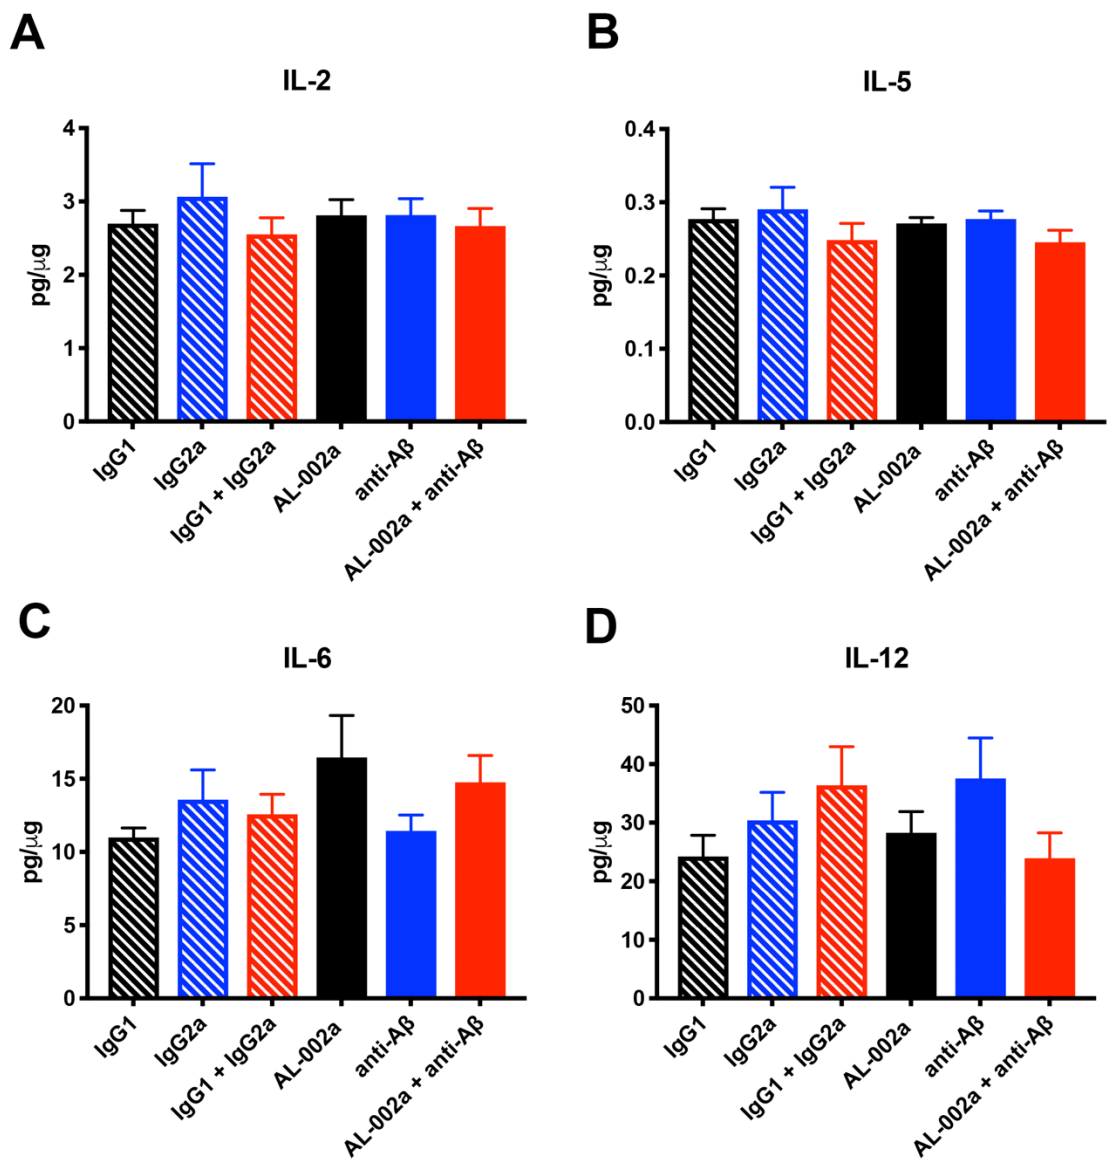 A
IL-2
pg/µg
4
3
2
1
0
IgG1
IgG2a
IgG1 + IgG2a
AL-002a
anti-Aβ
AL-002a + anti-Aβ
B
IL-5
pg/µg
0.4
0.3
0.2
0.1
0.0
IgG1
IgG2a
IgG1 + IgG2a
AL-002a
anti-Aβ
AL-002a + anti-Aβ
C
IL-6
pg/µg
20
15
10
5
0
IgG1
IgG2a
IgG1 + IgG2a
AL-002a
anti-Aβ
AL-002a + anti-Aβ
D
IL-12
pg/µg
50
40
30
20
10
0
IgG1
IgG2a
IgG1 + IgG2a
AL-002a
anti-Aβ
AL-002a + anti-Aβ